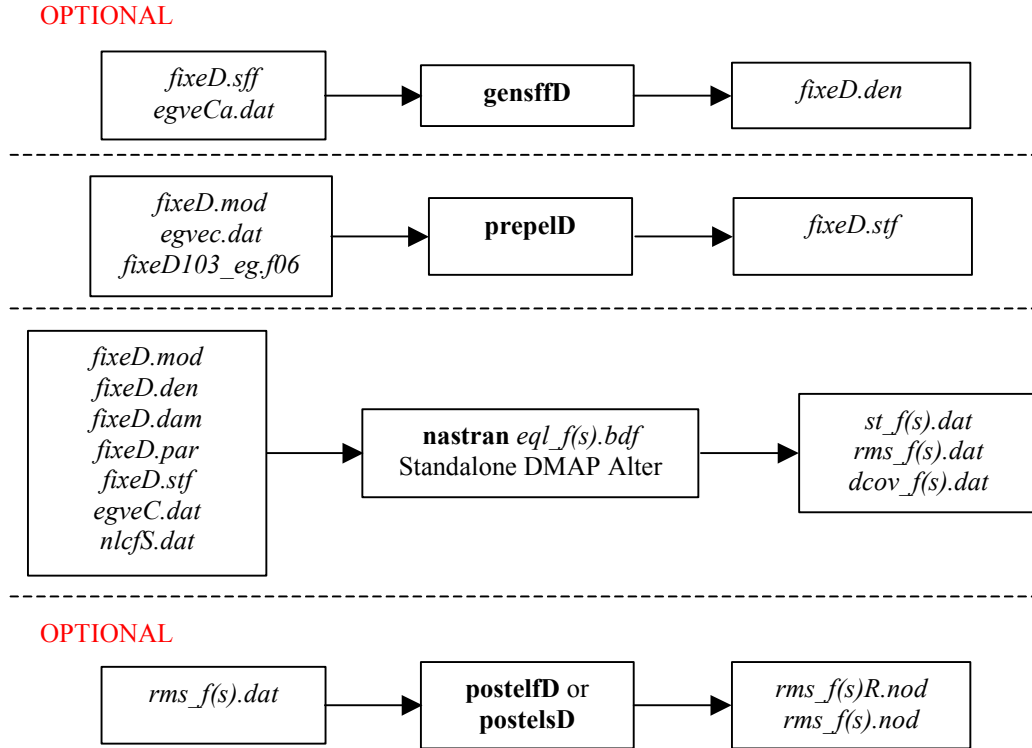 OPTIONAL
fixeD.sff
egveCa.dat
gensffD
fixeD.den
fixeD.mod
egvec.dat
fixeD103_eg.f06
prepelD
fixeD.stf
fixeD.mod
fixeD.den
fixeD.dam
fixeD.par
fixeD.stf
egveC.dat
nlcfS.dat
nastran eql_f(s).bdf
Standalone DMAP Alter
st_f(s).dat
rms_f(s).dat
dcov_f(s).dat
OPTIONAL
rms_f(s).dat
postelfD or
postelsD
rms_f(s)R.nod
rms_f(s).nod